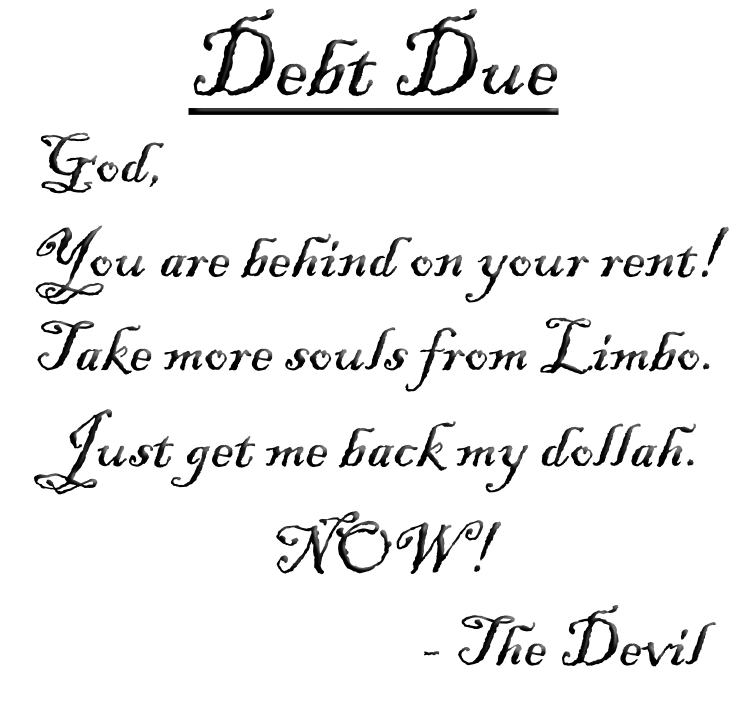 Debt Due
God,
You are behind on your rent!
Take more souls from Limbo.
Just get me back my dollah.
NOW!
- The Devil